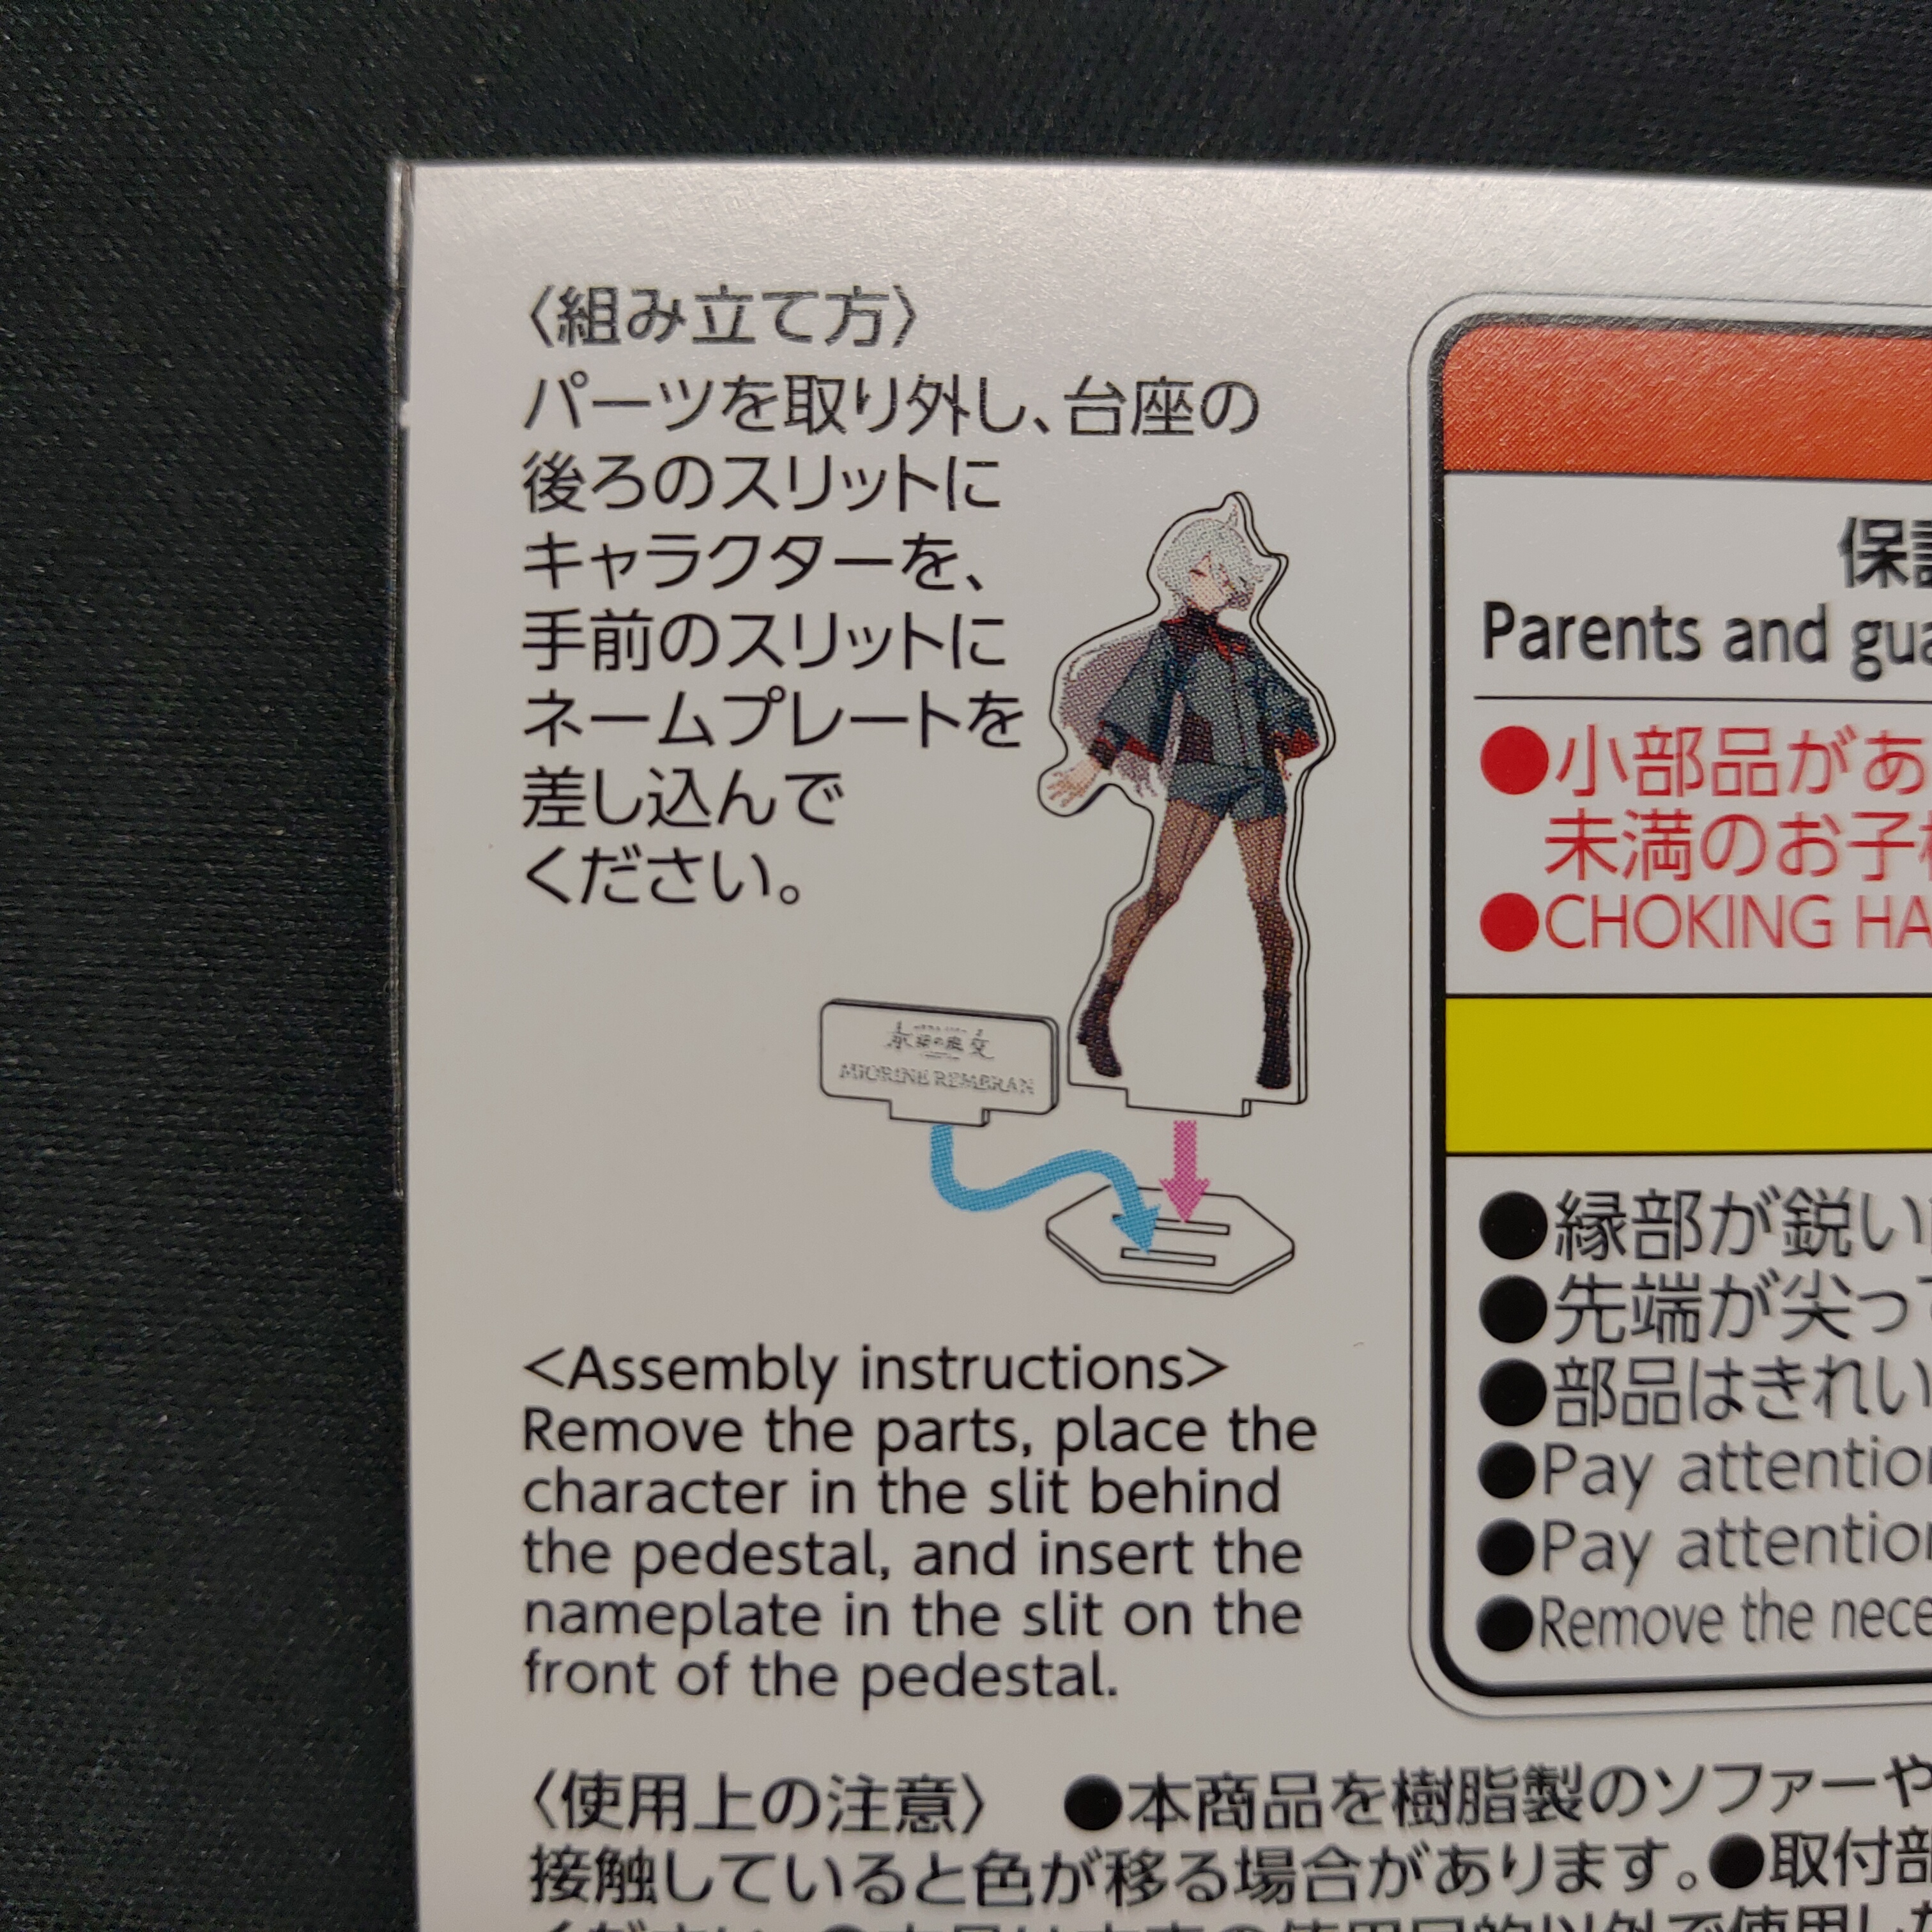 〈組み立て方〉
パーツを取り外し、台座の
後ろのスリットに
キャラクターを、
手前のスリットに
ネームプレートを
差し込んで
ください。
水星の魔女
MIORINE REMBRAN
<Assembly instructions>
Remove the parts, place the
character in the slit behind
the pedestal, and insert the
nameplate in the slit on the
front of the pedestal.
Parents and
●小部品があ
未満のお子
●CHOKING
●縁部が鋭い
●先端が尖っ
●部品はきれい
●Pay attention
●Pay attention
●Remove the
〈使用上の注意〉 ●本商品を樹脂製のソファーや
接触していると色が移る場合があります。●取付部